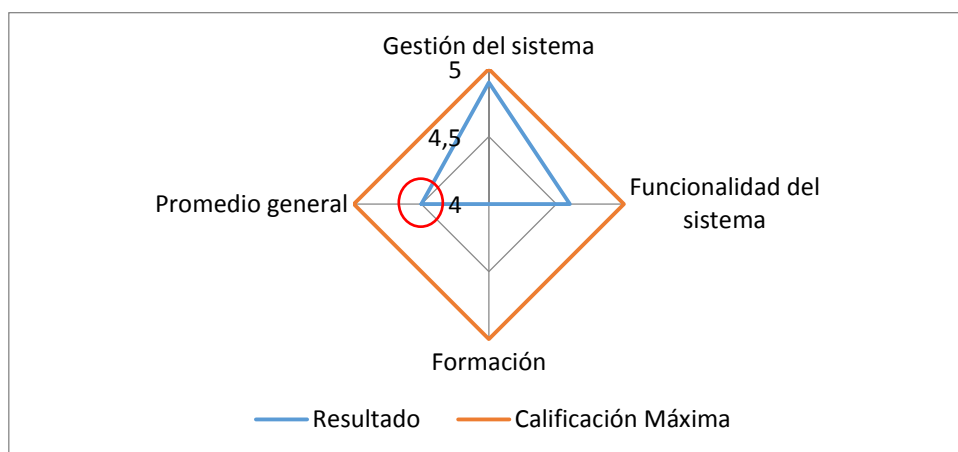 Gestión del sistema
5
4,5
Funcionalidad del
sistema
Promedio general
4
Formación
Resultado
Calificación Máxima